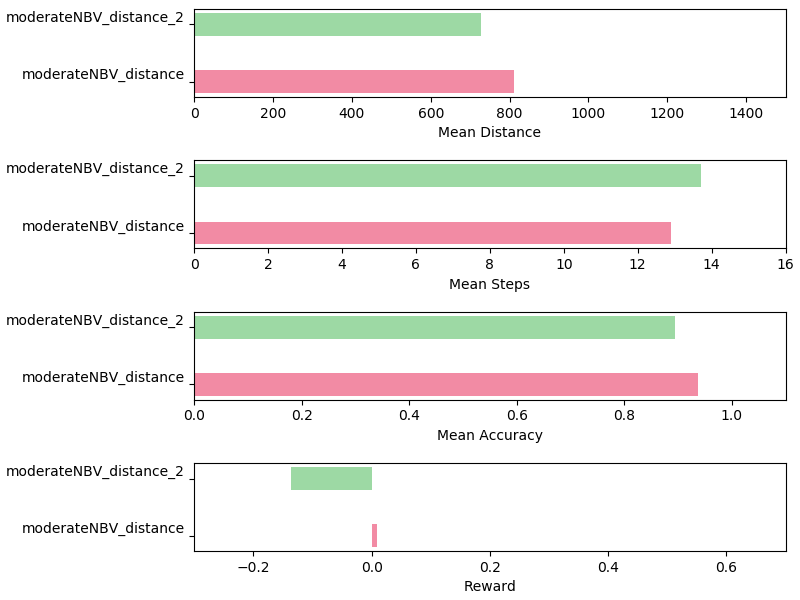 moderateNBV_distance_2
moderateNBV_distance
0 200 400 600 800 1000 1200 1400
Mean Distance
moderateNBV_distance_2
moderateNBV_distance
0 2 4 6 8 10 12 14 16
Mean Steps
moderateNBV_distance_2
moderateNBV_distance
0.0 0.2 0.4 0.6 0.8 1.0
Mean Accuracy
moderateNBV_distance_2
moderateNBV_distance
−0.2 0.0 0.2 0.4 0.6
Reward